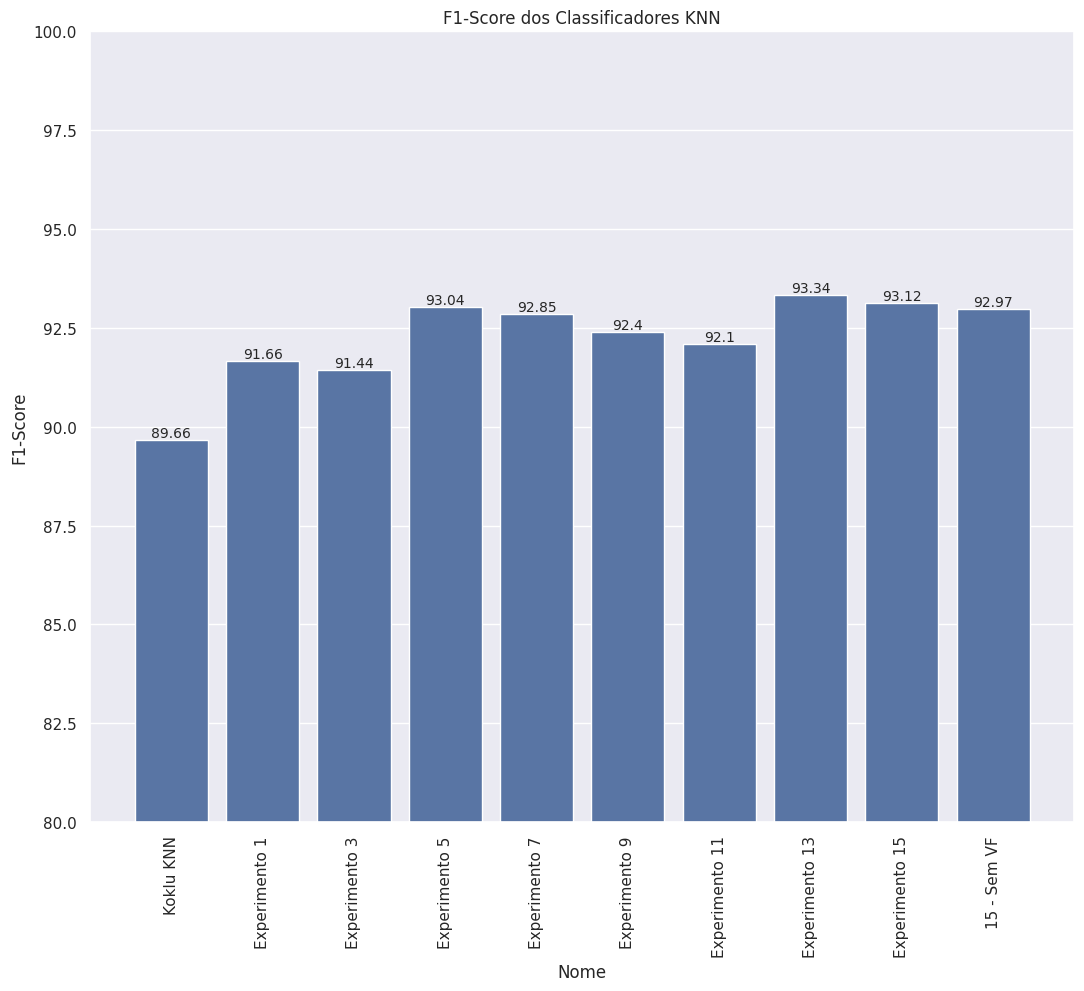 F1-Score dos Classificadores KNN
100.0
97.5
95.0
92.5
90.0
87.5
85.0
82.5
80.0
F1-Score
89.66
91.66
91.44
93.04
92.85
92.4
92.1
93.34
93.12
92.97
Koklu KNN
Experimento 1
Experimento 3
Experimento 5
Experimento 7
Experimento 9
Experimento 11
Experimento 13
Experimento 15
15 - Sem VF
Nome